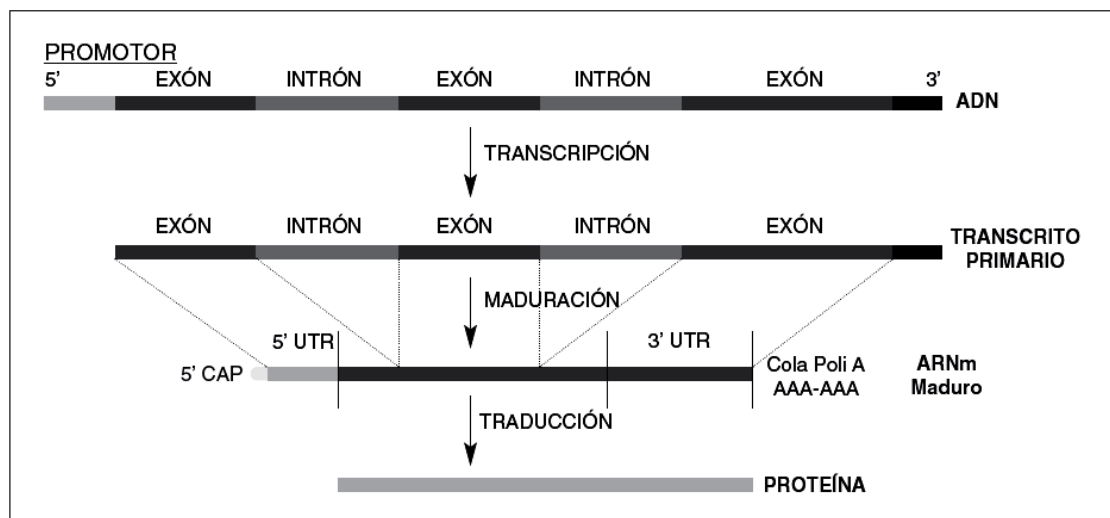 PROMOTOR
5' EXÓN INTRÓN EXÓN INTRÓN EXÓN 3'
ADN
TRANSCRIPCIÓN
EXÓN INTRÓN EXÓN INTRÓN EXÓN
TRANSCRITO
PRIMARIO
MADURACIÓN
5' UTR 3' UTR
5' CAP
Cola Poli A
AAA-AAA
ARNm
Maduro
TRADUCCIÓN
PROTEÍNA